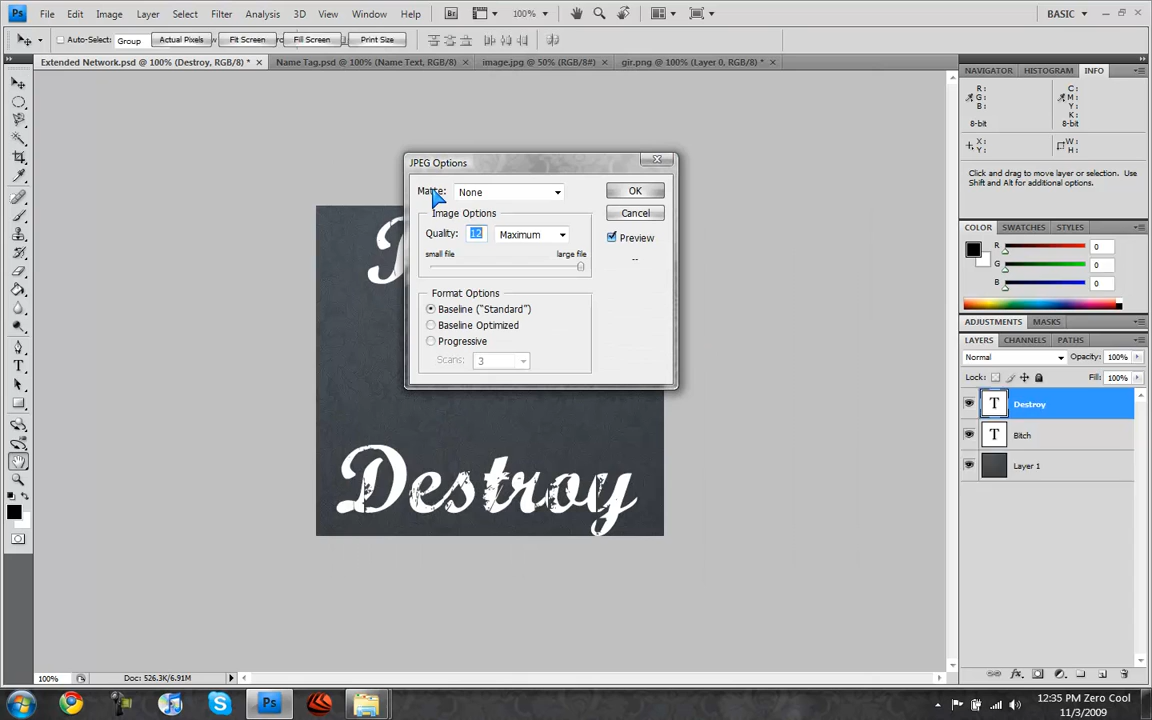 Ps File Edit Image Layer Select Filter Analysis 3D View Window Help Br 100% BASIC
Auto-Select: Group Actual Pixels Fit Screen Fill Screen Print Size
Extended Network.psd @ 100% (Destroy, RGB/8) * Name Tag.psd @ 100% (Name Text, RGB/8) image.jpg @ 50% (RGB/8#) gir.png @ 100% (Layer 0, RGB/8) *
NAVIGATOR HISTOGRAM INFO
R: C:
G: M:
B: Y:
K:
8-bit 8-bit
X: W:
Y: H:
Click and drag to move layer or selection. Use Shift and Alt for additional options.
JPEG Options
Matte: None OK
Image Options Cancel
Quality: 12 Maximum Preview
small file large file --
Format Options
Baseline ("Standard")
Baseline Optimized
Progressive
Scans: 3
Destroy
COLOR SWATCHES STYLES
R 0
G 0
B 0
ADJUSTMENTS MASKS
LAYERS CHANNELS PATHS
Normal Opacity: 100%
Lock: Fill: 100%
T Destroy
T Bitch
Layer 1
100% Doc: 526.3K/6.91M
Ps 12:35 PM Zero Cool
11/3/2009